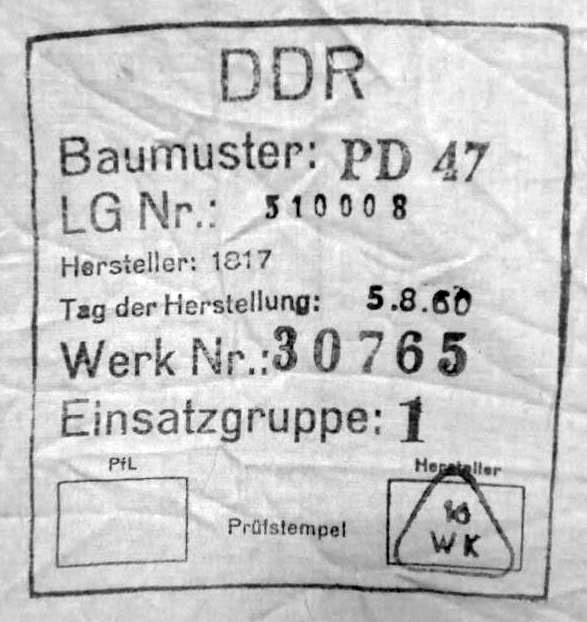 DDR
Baumuster: PD 47
LG Nr.: 510008
Hersteller: 1817
Tag der Herstellung: 5.8.60
Werk Nr.: 30765
Einsatzgruppe: 1
PfL Hersteller
Prüfstempel
16
WK